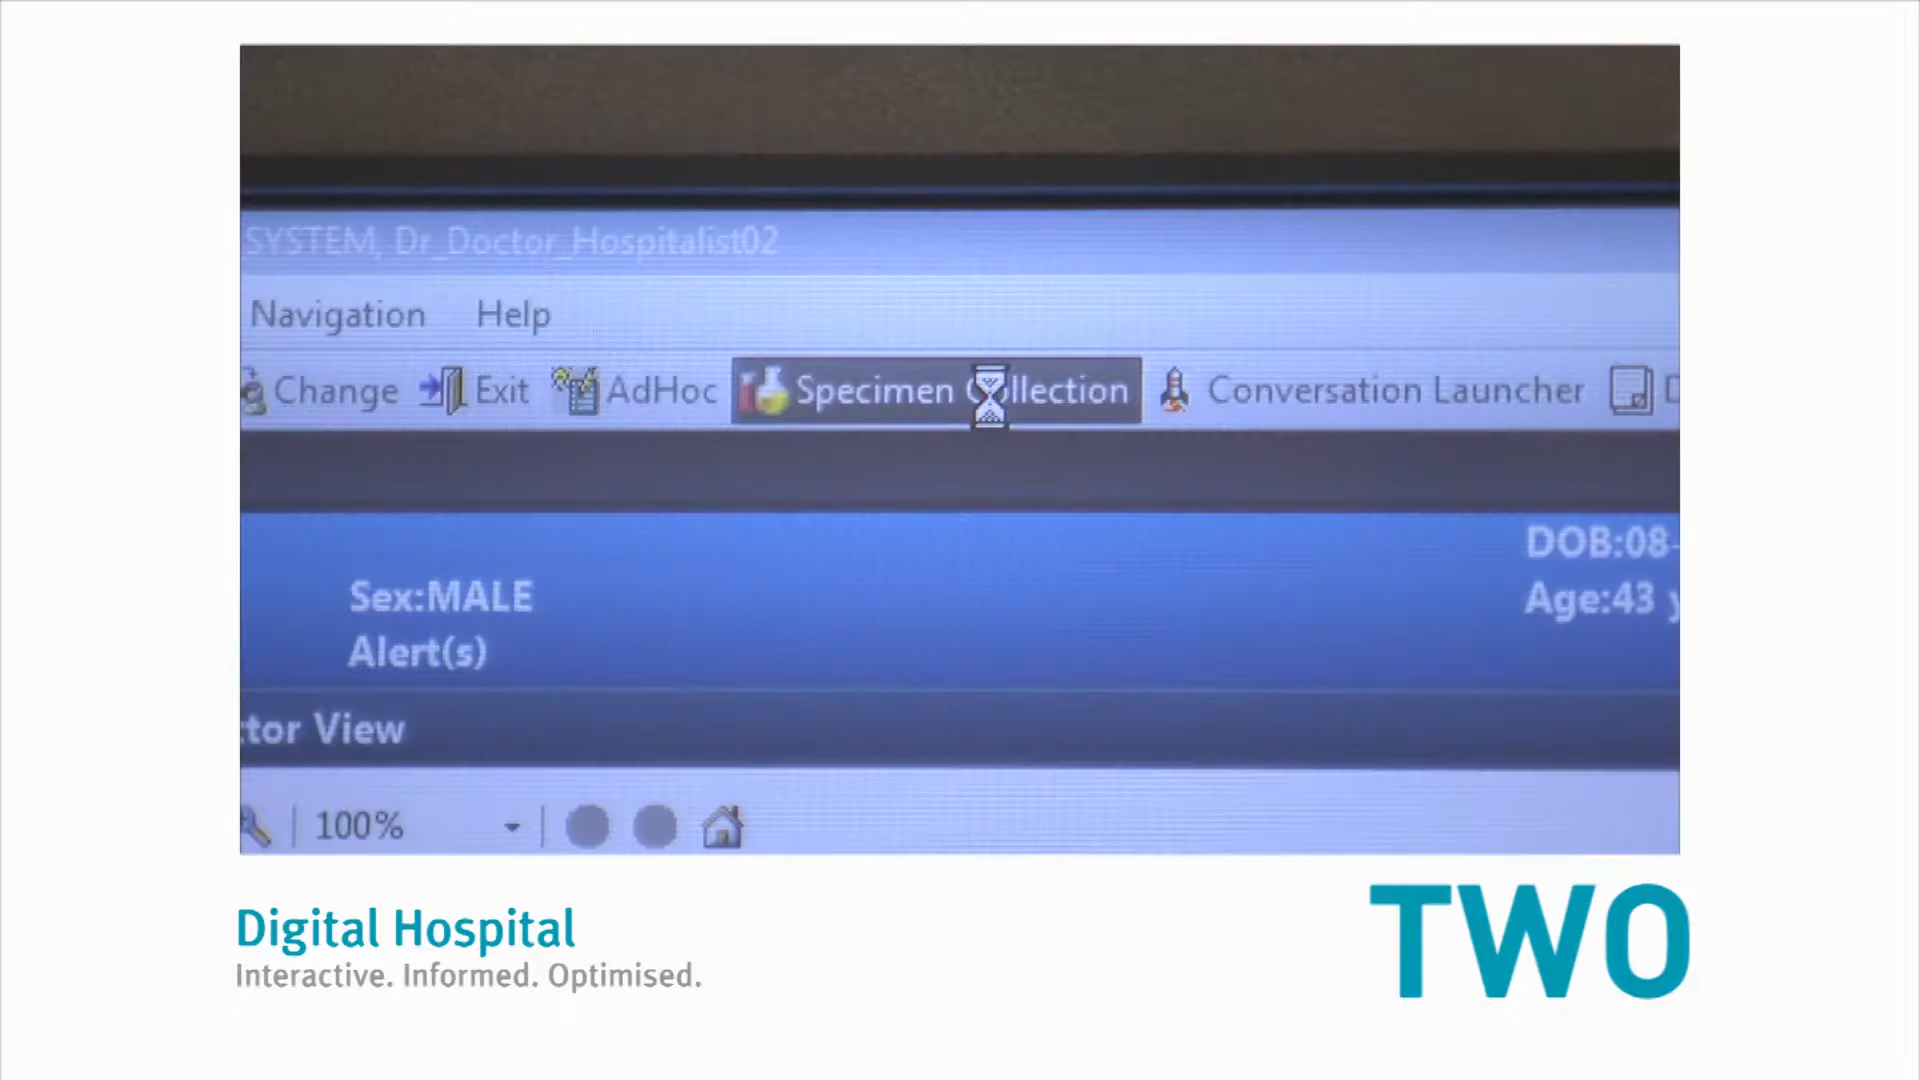 SYSTEM, Dr_Doctor_Hospitalist02
Navigation Help
Change Exit AdHoc Specimen Collection Conversation Launcher
DOB:08-
Sex:MALE
Age:43
Alert(s)
View
100%
Digital Hospital
Interactive. Informed. Optimised.
TWO